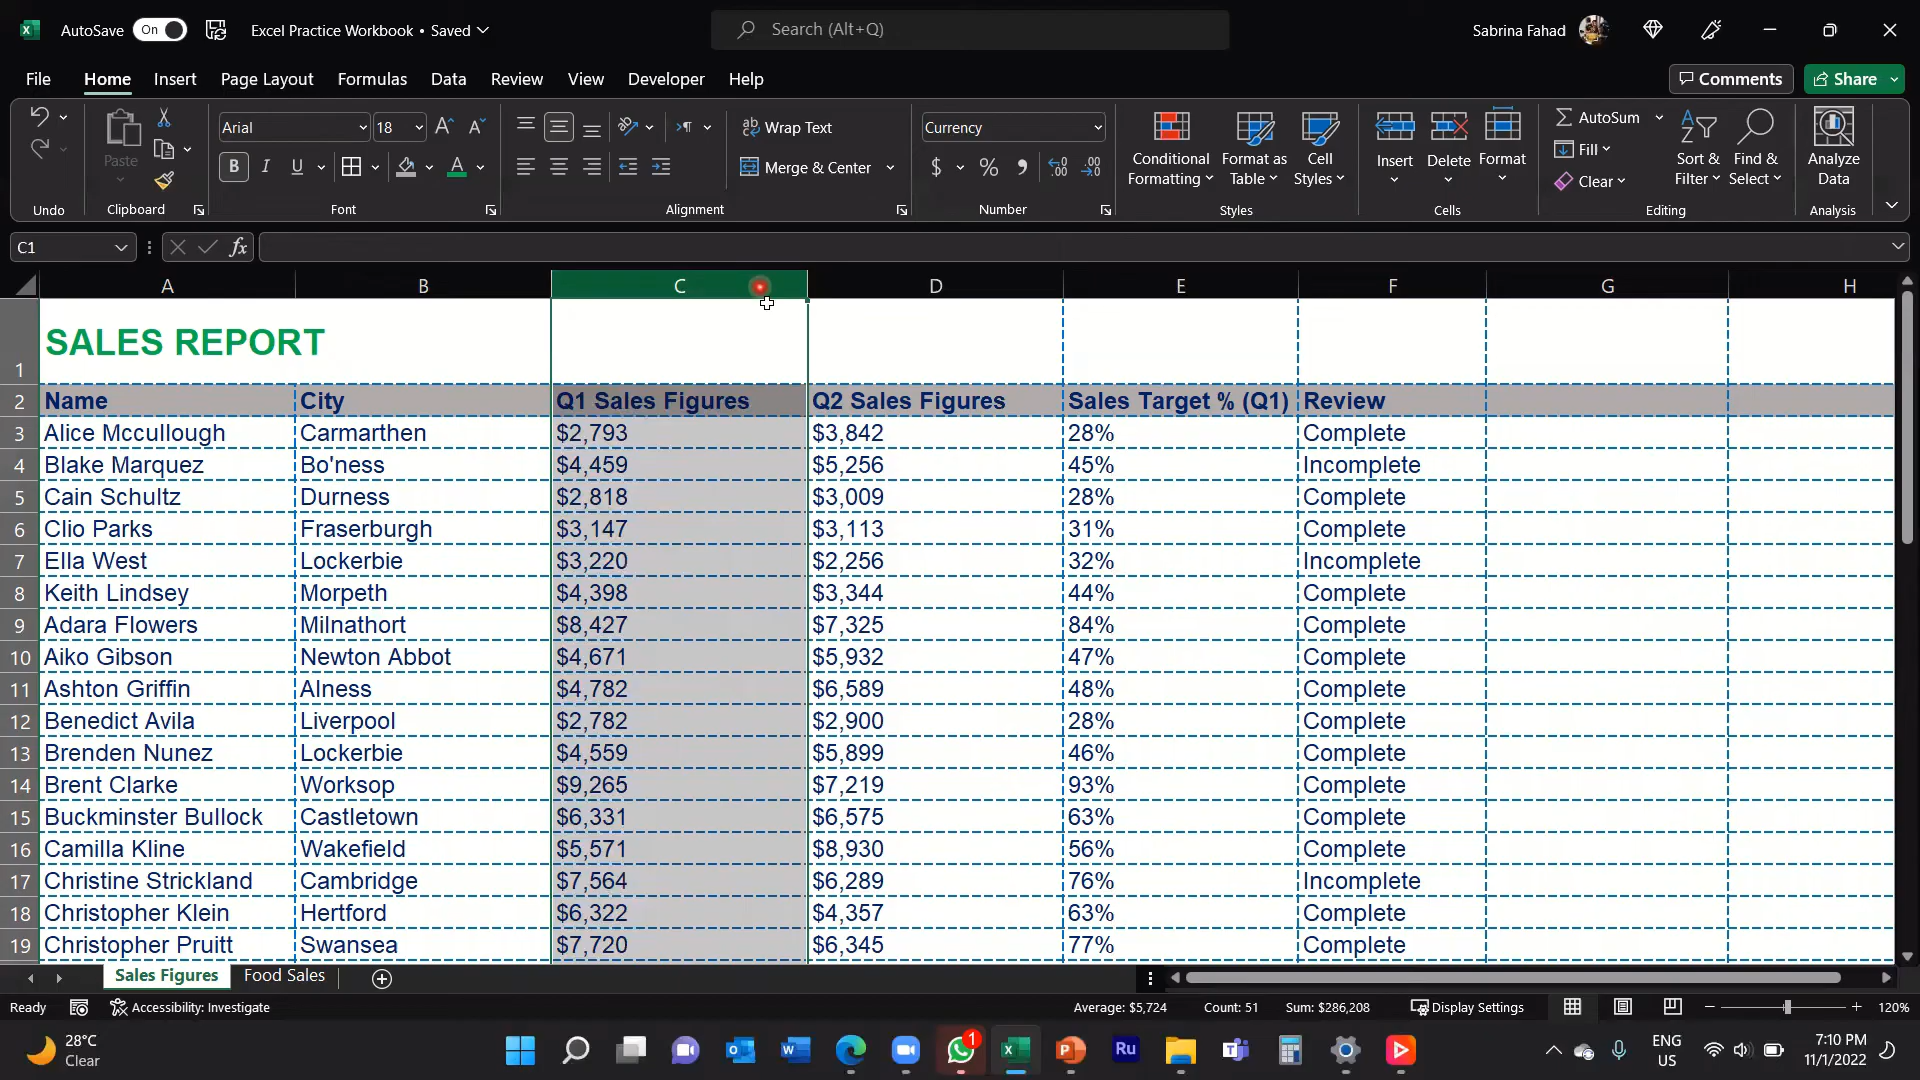 AutoSave On Excel Practice Workbook • Saved Search (Alt+Q) Sabrina Fahad
File Home Insert Page Layout Formulas Data Review View Developer Help Comments Share
Paste Arial 18 B I U A Wrap Text Merge & Center Currency $ % Conditional Formatting Format as Table Cell Styles Insert Delete Format AutoSum Fill Clear Sort & Filter Find & Select Analyze Data
Undo Clipboard Font Alignment Number Styles Cells Editing Analysis
C1 fx
A B C D E F G H
1 SALES REPORT
2 Name City Q1 Sales Figures Q2 Sales Figures Sales Target % (Q1) Review
3 Alice Mccullough Carmarthen $2,793 $3,842 28% Complete
4 Blake Marquez Bo'ness $4,459 $5,256 45% Incomplete
5 Cain Schultz Durness $2,818 $3,009 28% Complete
6 Clio Parks Fraserburgh $3,147 $3,113 31% Complete
7 Ella West Lockerbie $3,220 $2,256 32% Incomplete
8 Keith Lindsey Morpeth $4,398 $3,344 44% Complete
9 Adara Flowers Milnathort $8,427 $7,325 84% Complete
10 Aiko Gibson Newton Abbot $4,671 $5,932 47% Complete
11 Ashton Griffin Alness $4,782 $6,589 48% Complete
12 Benedict Avila Liverpool $2,782 $2,900 28% Complete
13 Brenden Nunez Lockerbie $4,559 $5,899 46% Complete
14 Brent Clarke Worksop $9,265 $7,219 93% Complete
15 Buckminster Bullock Castletown $6,331 $6,575 63% Complete
16 Camilla Kline Wakefield $5,571 $8,930 56% Complete
17 Christine Strickland Cambridge $7,564 $6,289 76% Incomplete
18 Christopher Klein Hertford $6,322 $4,357 63% Complete
19 Christopher Pruitt Swansea $7,720 $6,345 77% Complete
Sales Figures Food Sales
Ready Accessibility: Investigate Average: $5,724 Count: 51 Sum: $286,208 Display Settings 120%
28°C Clear 1 Ru ENG US 7:10 PM 11/1/2022